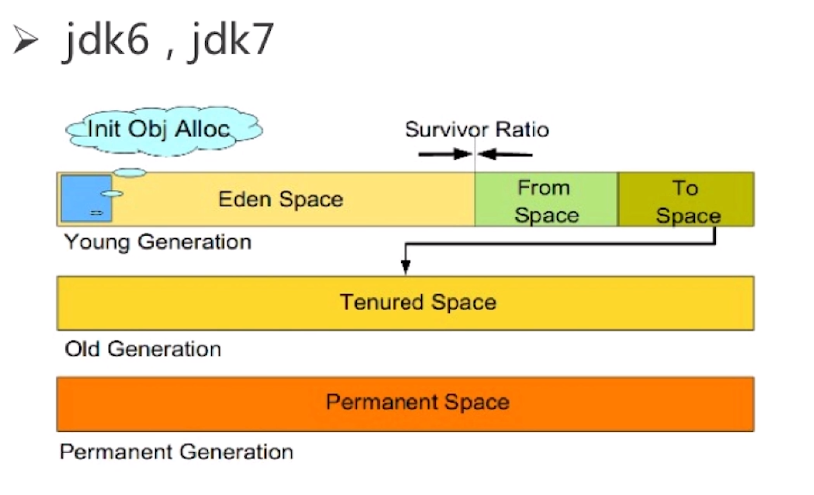 ➢ jdk6 , jdk7
Init Obj Alloc
Survivor Ratio
Eden Space
From
Space
To
Space
Young Generation
Tenured Space
Old Generation
Permanent Space
Permanent Generation